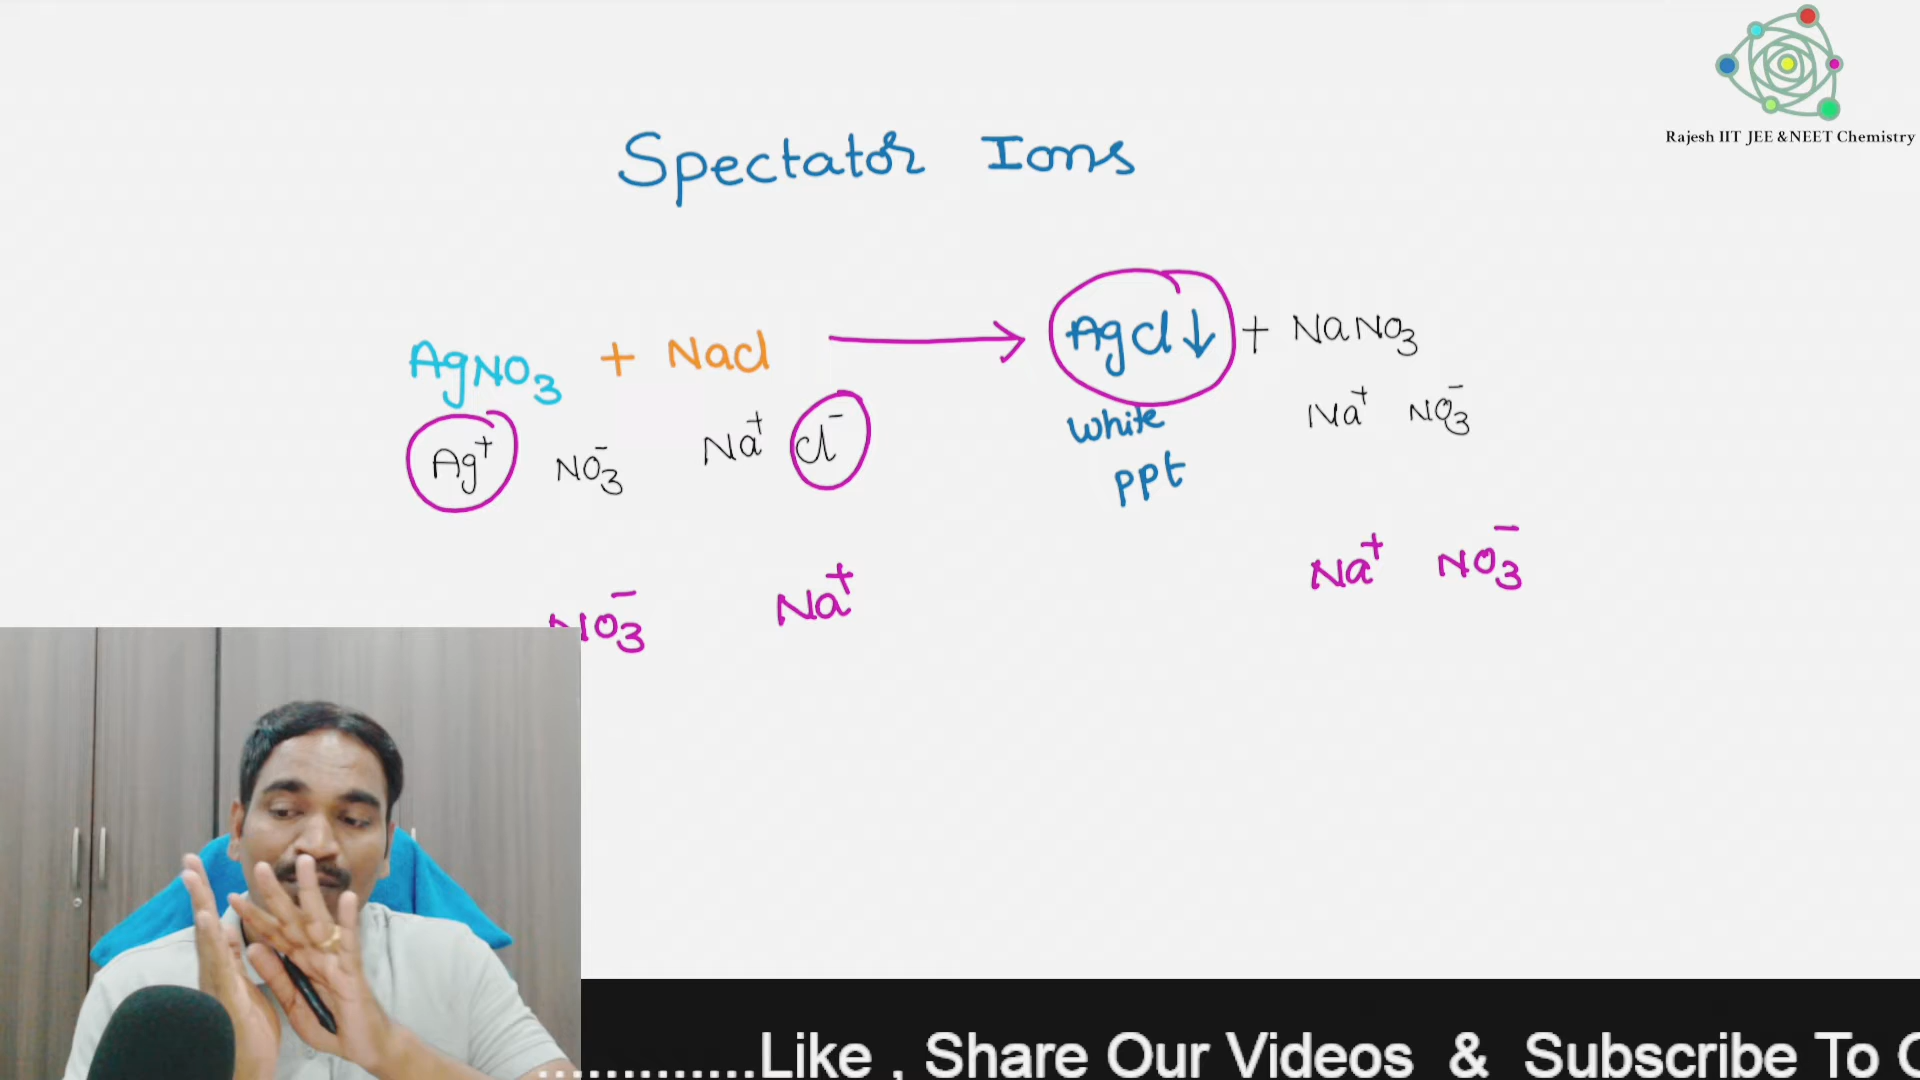 Rajesh IIT JEE &NEET Chemistry
Spectator Ions
AgNO₃ + Nacl → AgCl↓ + NaNO₃
Ag⁺ NO₃⁻ Na⁺ Cl⁻ white Na⁺ NO₃⁻
ppt
NO₃⁻ Na⁺ Na⁺ NO₃⁻
.............Like , Share Our Videos & Subscribe To